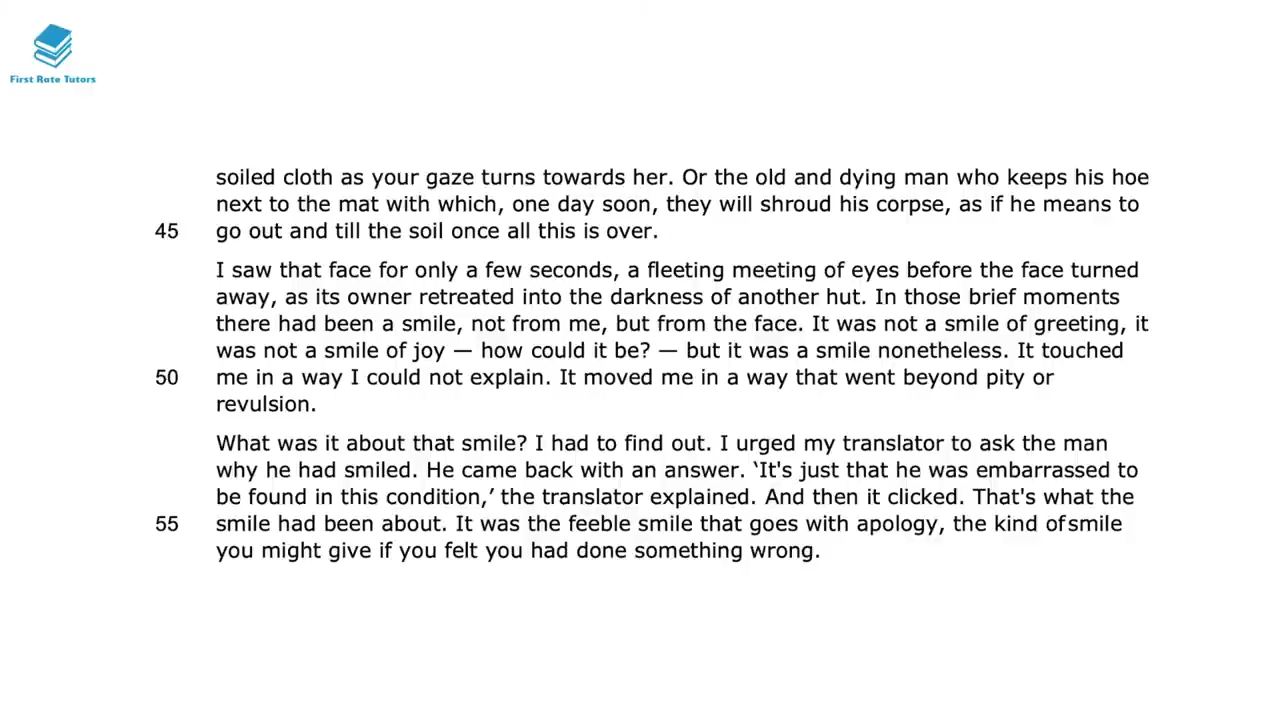 First Rate Tutors
soiled cloth as your gaze turns towards her. Or the old and dying man who keeps his hoe
next to the mat with which, one day soon, they will shroud his corpse, as if he means to
45 go out and till the soil once all this is over.
I saw that face for only a few seconds, a fleeting meeting of eyes before the face turned
away, as its owner retreated into the darkness of another hut. In those brief moments
there had been a smile, not from me, but from the face. It was not a smile of greeting, it
was not a smile of joy — how could it be? — but it was a smile nonetheless. It touched
50 me in a way I could not explain. It moved me in a way that went beyond pity or
revulsion.
What was it about that smile? I had to find out. I urged my translator to ask the man
why he had smiled. He came back with an answer. ‘It's just that he was embarrassed to
be found in this condition,’ the translator explained. And then it clicked. That's what the
55 smile had been about. It was the feeble smile that goes with apology, the kind ofsmile
you might give if you felt you had done something wrong.